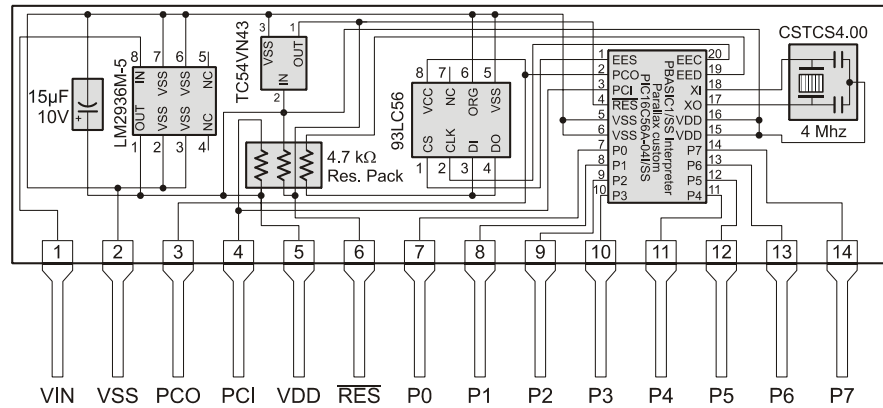 15µF
10V
8 7 6 5
IN
VSS
VSS
NC
LM2936M-5
OUT
VSS
VSS
NC
1 2 3 4
3 1
VSS
OUT
TC54VN43
IN
2
4.7 kΩ
Res. Pack
8 7 6 5
VCC
NC
ORG
VSS
93LC56
CS
CLK
DI
DO
1 2 3 4
1 EES EEC 20
2 PCO EED 19
3 PCI XI 18
4 RES XO 17
5 VSS VDD 16
6 VSS VDD 15
7 P0 P7 14
8 P1 P6 13
9 P2 P5 12
10 P3 P4 11
PBASIC1/SS Interpreter
Parallax custom
PIC16C56A-04I/SS
CSTCS4.00
4 Mhz
1 2 3 4 5 6 7 8 9 10 11 12 13 14
VIN VSS PCO PCI VDD RES P0 P1 P2 P3 P4 P5 P6 P7